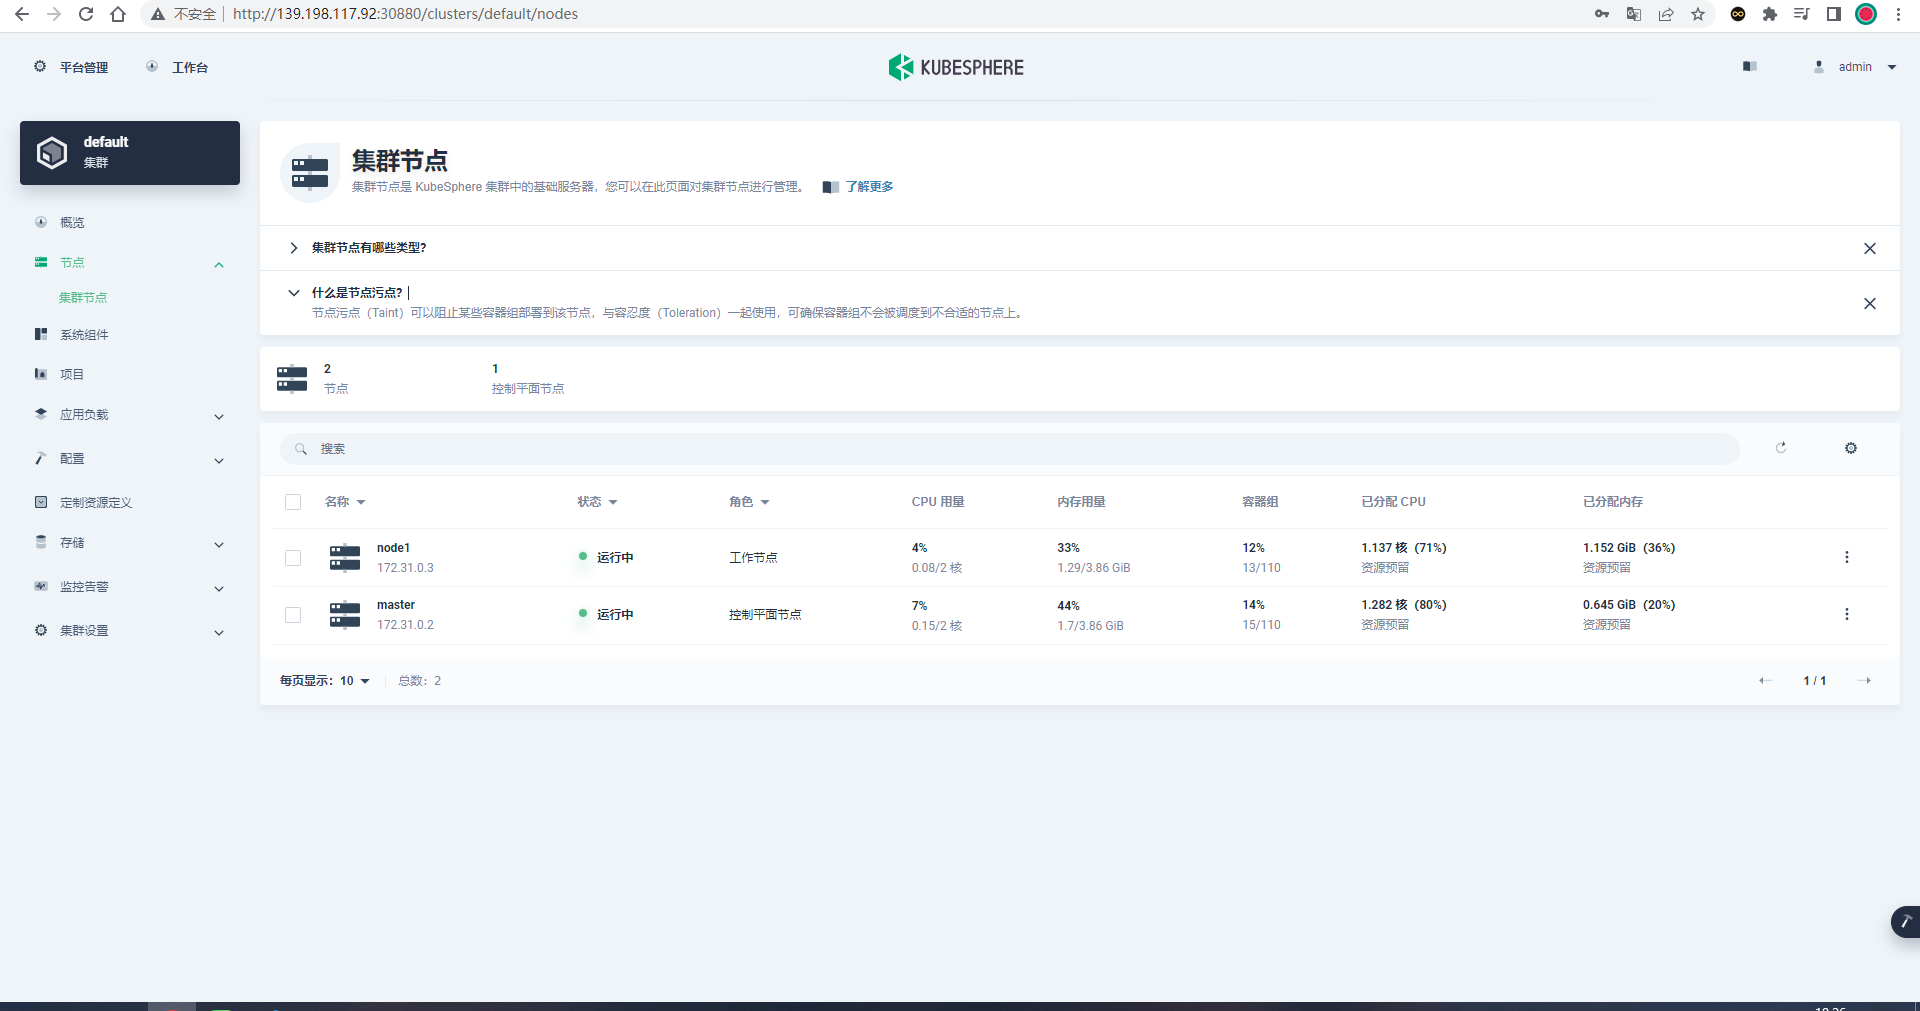 不安全 http://139.198.117.92:30880/clusters/default/nodes
平台管理 工作台 KUBESPHERE admin
default
集群
概览
节点
集群节点
系统组件
项目
应用负载
配置
定制资源定义
存储
监控告警
集群设置
集群节点
集群节点是 KubeSphere 集群中的基础服务器，您可以在此页面对集群节点进行管理。 了解更多
集群节点有哪些类型?
什么是节点污点?
节点污点（Taint）可以阻止某些容器组部署到该节点，与容忍度（Toleration）一起使用，可确保容器组不会被调度到不合适的节点上。
2 1
节点 控制平面节点
搜索
名称 状态 角色 CPU 用量 内存用量 容器组 已分配 CPU 已分配内存
node1 运行中 工作节点 4% 33% 12% 1.137 核 (71%) 1.152 GiB (36%)
172.31.0.3 0.08/2 核 1.29/3.86 GiB 13/110 资源预留 资源预留
master 运行中 控制平面节点 7% 44% 14% 1.282 核 (80%) 0.645 GiB (20%)
172.31.0.2 0.15/2 核 1.7/3.86 GiB 15/110 资源预留 资源预留
每页显示：10 总数：2 1 / 1